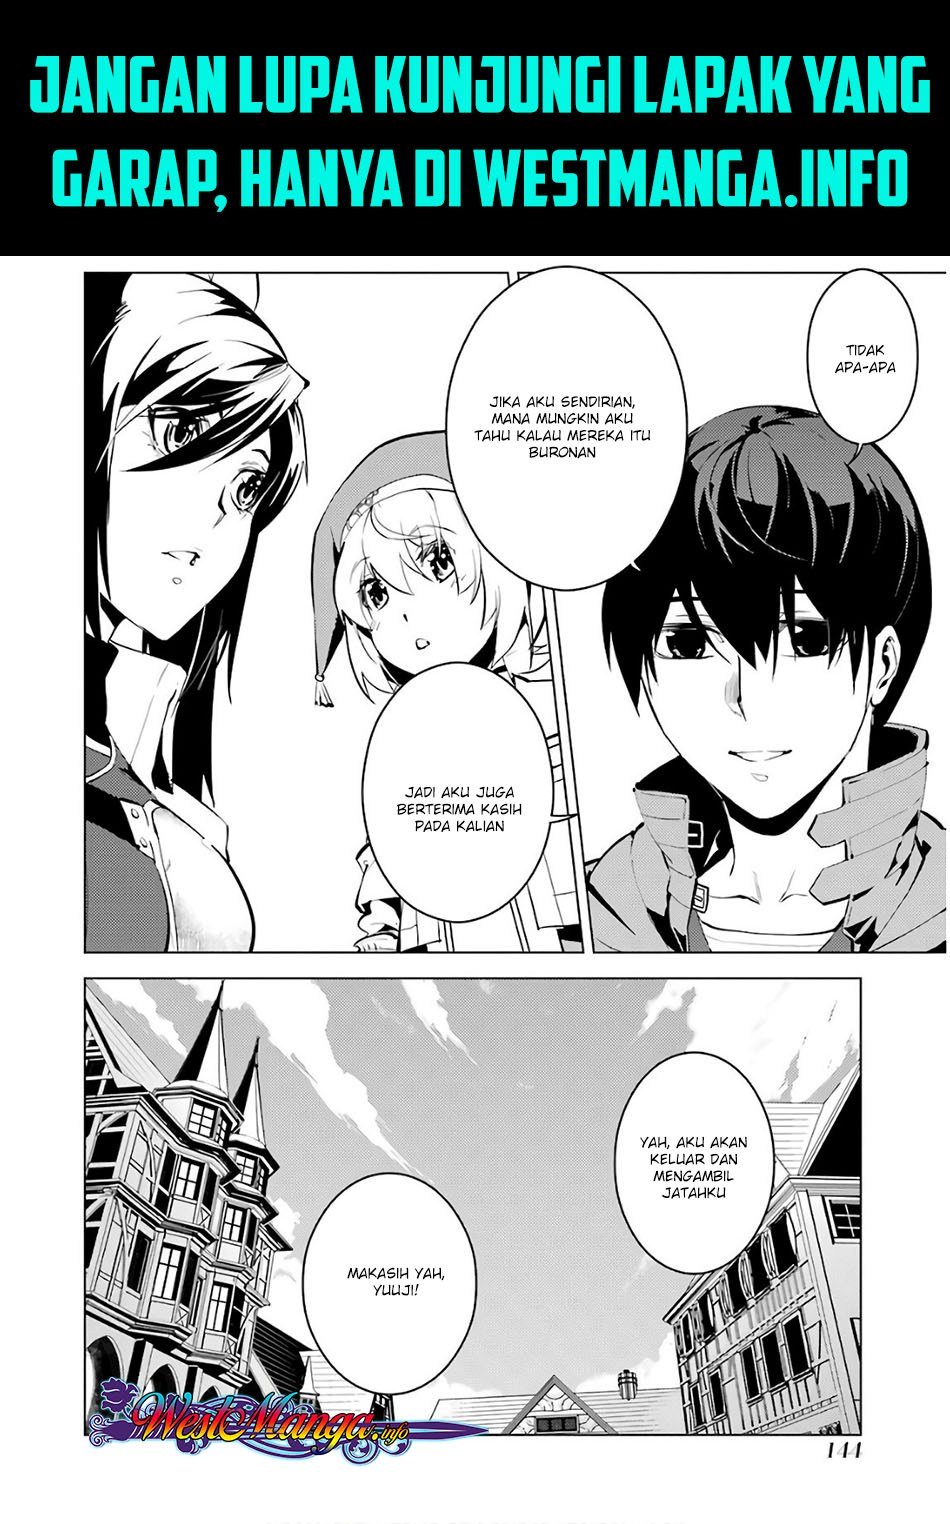 JANGAN LUPA KUNJUNGI LAPAK YANG
GARAP, HANYA DI WESTMANGA.INFO
TIDAK
APA-APA
JIKA AKU SENDIRIAN,
MANA MUNGKIN AKU
TAHU KALAU MEREKA ITU
BURONAN
JADI AKU JUGA
BERTERIMA KASIH
PADA KALIAN
YAH, AKU AKAN
KELUAR DAN
MENGAMBIL
JATAHKU
MAKASIH YAH,
YUUJI!
WestManga.info
144